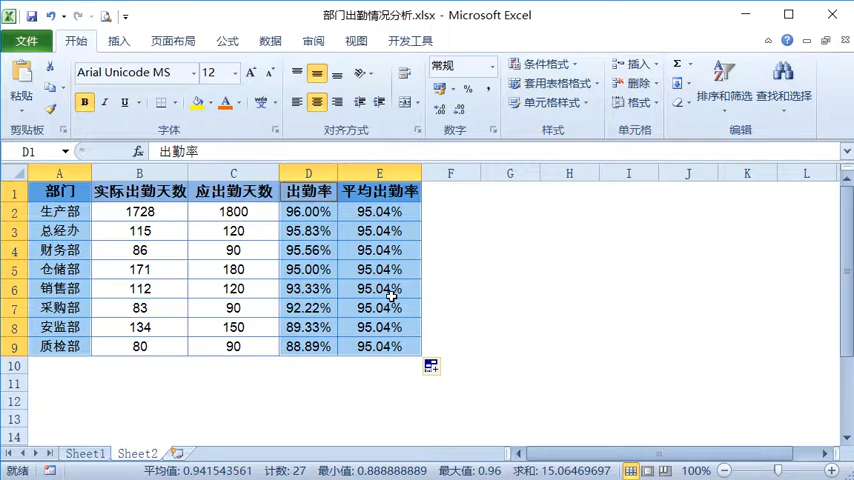 部门出勤情况分析.xlsx - Microsoft Excel
文件 开始 插入 页面布局 公式 数据 审阅 视图 开发工具
粘贴 Arial Unicode MS 12 常规 条件格式 插入 Σ
B I U A 变 % 套用表格格式 删除 排序和筛选 查找和选择
单元格样式 格式
剪贴板 字体 对齐方式 数字 样式 单元格 编辑
D1 fx 出勤率
A B C D E F G H I J K L
1 部门 实际出勤天数 应出勤天数 出勤率 平均出勤率
2 生产部 1728 1800 96.00% 95.04%
3 总经办 115 120 95.83% 95.04%
4 财务部 86 90 95.56% 95.04%
5 仓储部 171 180 95.00% 95.04%
6 销售部 112 120 93.33% 95.04%
7 采购部 83 90 92.22% 95.04%
8 安监部 134 150 89.33% 95.04%
9 质检部 80 90 88.89% 95.04%
10
11
12
13
14
Sheet1 Sheet2
就绪 平均值: 0.941543561 计数: 27 最小值: 0.888888889 最大值: 0.96 求和: 15.06469697 100%